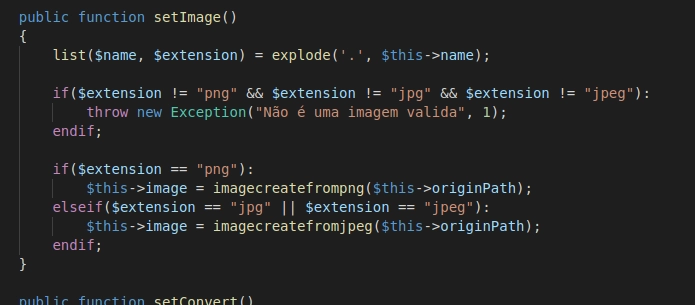 public function setImage()
{
list($name, $extension) = explode('.', $this->name);
if($extension != "png" && $extension != "jpg" && $extension != "jpeg"):
throw new Exception("Não é uma imagem valida", 1);
endif;
if($extension == "png"):
$this->image = imagecreatefrompng($this->originPath);
elseif($extension == "jpg" || $extension == "jpeg"):
$this->image = imagecreatefromjpeg($this->originPath);
endif;
}
public function setConvert()